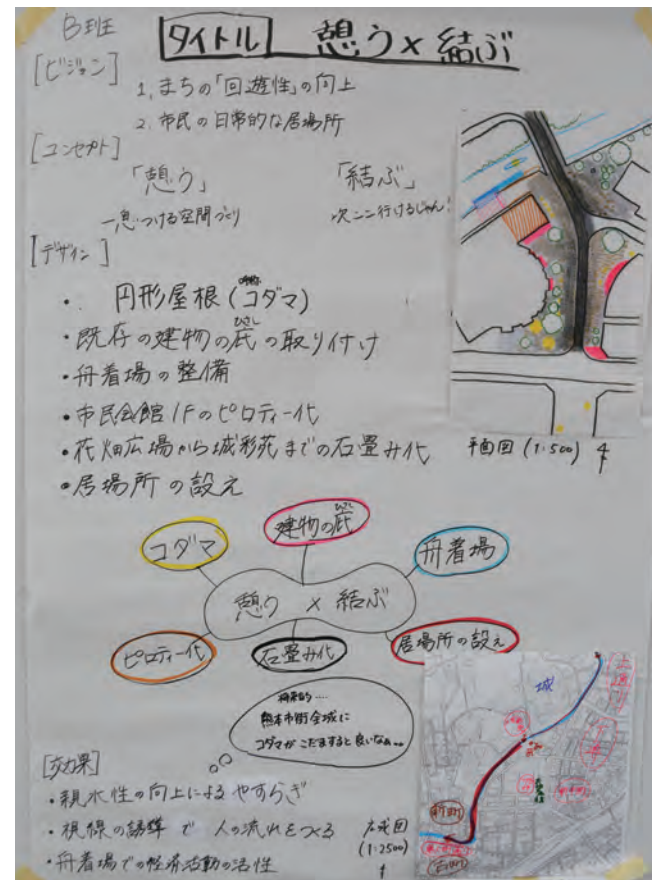 B班
[タイトル] 憩う×結ぶ
[ビジョン]
1, まちの「回遊性」の向上
2. 市民の日常的な居場所
[コンセプト]
「憩う」 「結ぶ」
一息つける空間づくり 次ここ行けるじゃん!
[デザイン]
・円形屋根(コダマ)
・既存の建物の庇(ひさし)の取り付け
・舟着場の整備
・市民会館1Fのピロティー化
・花畑広場から城彩苑までの石畳み化
・居場所の設え
平面図(1:500)
建物の庇(ひさし)
コダマ
舟着場
憩う×結ぶ
ピロティー化
石畳み化
居場所の設え
将来的....
熊本市街全域に
コダマがこだますると良いなぁ..
[効果]
・親水性の向上によるやすらぎ
・視線の誘導で人の流れをつくる
・舟着場での経済活動の活性
広域図
(1:2500)
城
新町
古町